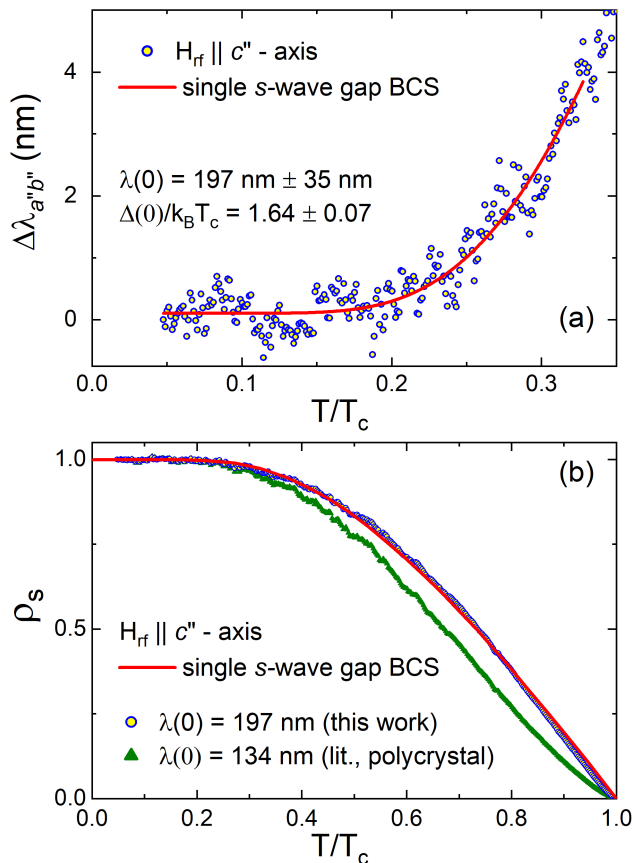 (a)
H_rf || c" - axis
single s-wave gap BCS
λ(0) = 197 nm ± 35 nm
Δ(0)/k_BT_c = 1.64 ± 0.07
Δλ_a"b" (nm)
4
2
0
0.0 0.1 0.2 0.3
T/T_c
(b)
1.0
0.5
0.0
ρ_s
H_rf || c" - axis
single s-wave gap BCS
λ(0) = 197 nm (this work)
λ(0) = 134 nm (lit., polycrystal)
0.0 0.2 0.4 0.6 0.8 1.0
T/T_c